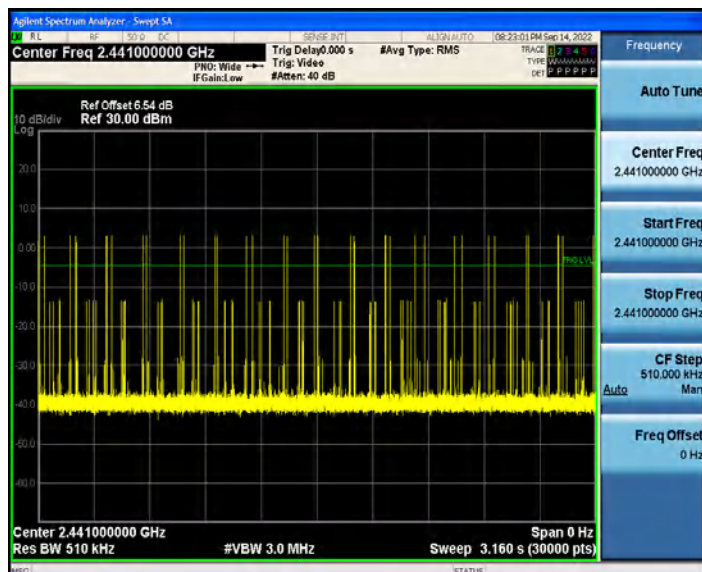 Agilent Spectrum Analyzer - Swept SA
RL RF 50 Ω DC SENSE:INT ALIGN AUTO 08:23:01 PM Sep 14, 2022
Center Freq 2.441000000 GHz
PNO: Wide
IFGain:Low
Trig Delay0.000 s
Trig: Video
#Atten: 40 dB
#Avg Type: RMS
TRACE 1 2 3 4 5 6
TYPE
DET P P P P P P
Ref Offset 6.54 dB
10 dB/div Ref 30.00 dBm
Log
20.0
10.0
0.00
TRIG LVL
-10.0
-20.0
-30.0
-40.0
-50.0
-60.0
Center 2.441000000 GHz Span 0 Hz
Res BW 510 kHz #VBW 3.0 MHz Sweep 3.160 s (30000 pts)
MSG STATUS
Frequency
Auto Tune
Center Freq
2.441000000 GHz
Start Freq
2.441000000 GHz
Stop Freq
2.441000000 GHz
CF Step
510.000 kHz
Auto Man
Freq Offset
0 Hz